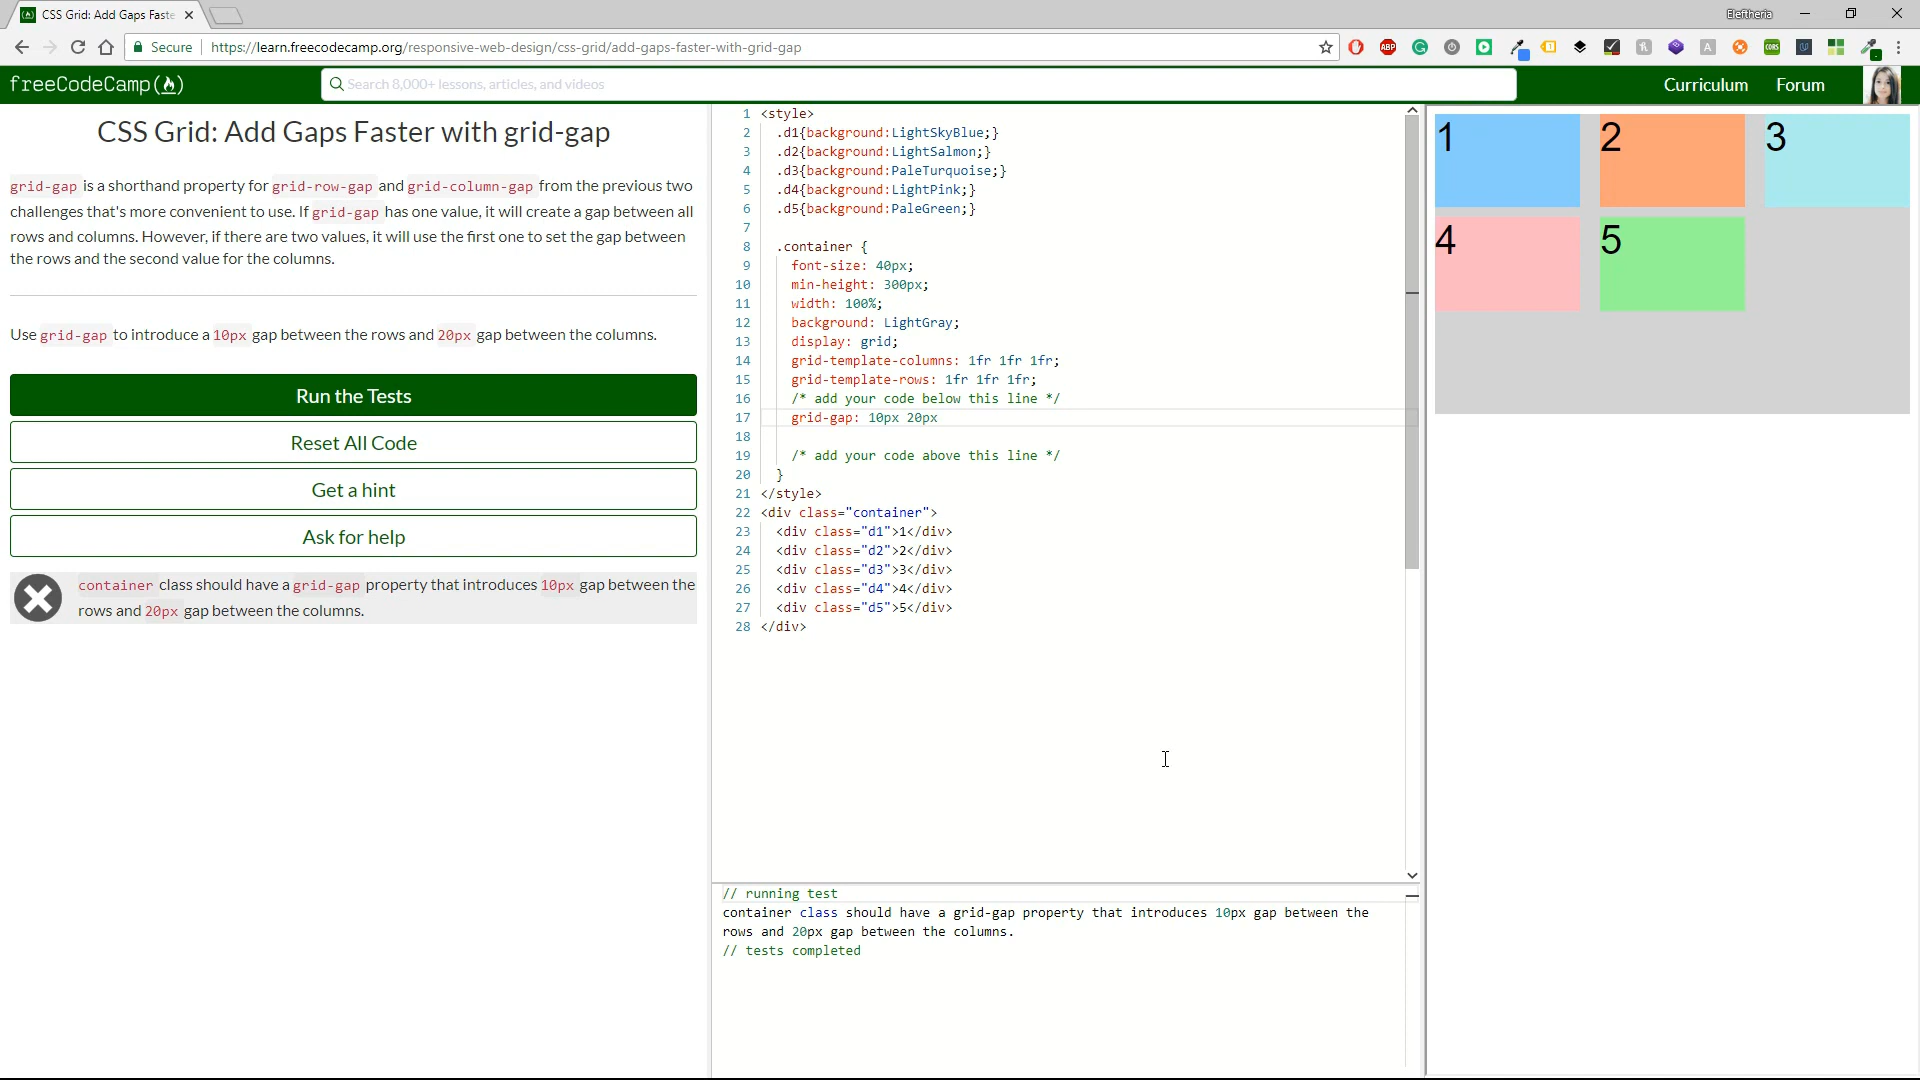 CSS Grid: Add Gaps Faste
Eleftheria
Secure
https://learn.freecodecamp.org/responsive-web-design/css-grid/add-gaps-faster-with-grid-gap
ABP
CORS
A
freeCodeCamp(🔥)
Search 8,000+ lessons, articles, and videos
Curriculum
Forum
CSS Grid: Add Gaps Faster with grid-gap
grid-gap is a shorthand property for grid-row-gap and grid-column-gap from the previous two
challenges that's more convenient to use. If grid-gap has one value, it will create a gap between all
rows and columns. However, if there are two values, it will use the first one to set the gap between
the rows and the second value for the columns.
Use grid-gap to introduce a 10px gap between the rows and 20px gap between the columns.
Run the Tests
Reset All Code
Get a hint
Ask for help
container class should have a grid-gap property that introduces 10px gap between the
rows and 20px gap between the columns.
1 <style>
2 .d1{background:LightSkyBlue;}
3 .d2{background:LightSalmon;}
4 .d3{background:PaleTurquoise;}
5 .d4{background:LightPink;}
6 .d5{background:PaleGreen;}
7
8 .container {
9 font-size: 40px;
10 min-height: 300px;
11 width: 100%;
12 background: LightGray;
13 display: grid;
14 grid-template-columns: 1fr 1fr 1fr;
15 grid-template-rows: 1fr 1fr 1fr;
16 /* add your code below this line */
17 grid-gap: 10px 20px
18
19 /* add your code above this line */
20 }
21 </style>
22 <div class="container">
23 <div class="d1">1</div>
24 <div class="d2">2</div>
25 <div class="d3">3</div>
26 <div class="d4">4</div>
27 <div class="d5">5</div>
28 </div>
// running test
container class should have a grid-gap property that introduces 10px gap between the
rows and 20px gap between the columns.
// tests completed
1 2 3
4 5